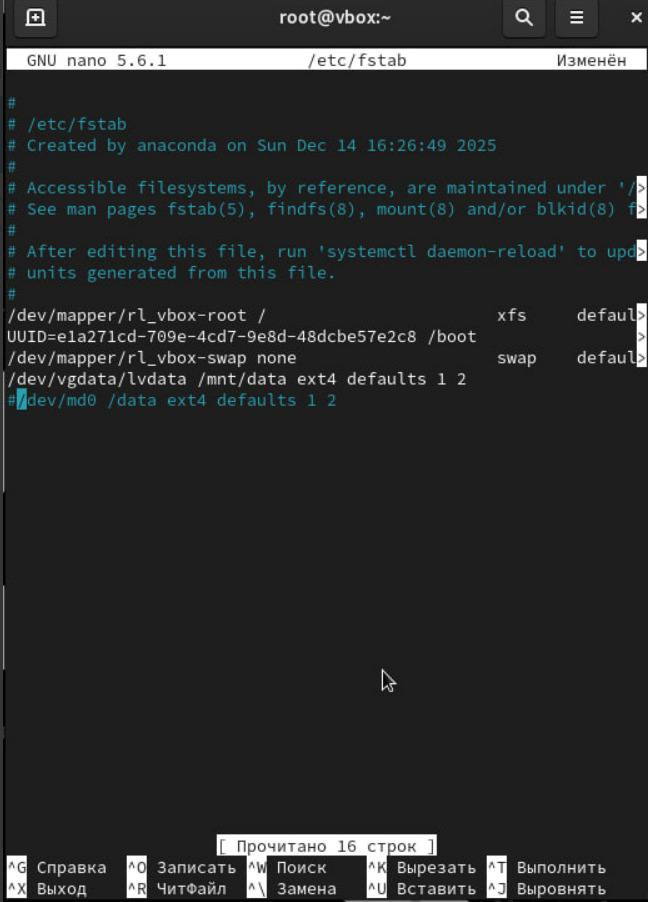 root@vbox:~
GNU nano 5.6.1 /etc/fstab Изменён
#
# /etc/fstab
# Created by anaconda on Sun Dec 14 16:26:49 2025
#
# Accessible filesystems, by reference, are maintained under '/>
# See man pages fstab(5), findfs(8), mount(8) and/or blkid(8) f>
#
# After editing this file, run 'systemctl daemon-reload' to upd>
# units generated from this file.
#
/dev/mapper/rl_vbox-root / xfs defaul>
UUID=e1a271cd-709e-4cd7-9e8d-48dcbe57e2c8 /boot >
/dev/mapper/rl_vbox-swap none swap defaul>
/dev/vgdata/lvdata /mnt/data ext4 defaults 1 2
#/dev/md0 /data ext4 defaults 1 2
[ Прочитано 16 строк ]
^G Справка ^O Записать ^W Поиск ^K Вырезать ^T Выполнить
^X Выход ^R ЧитФайл ^\ Замена ^U Вставить ^J Выровнять